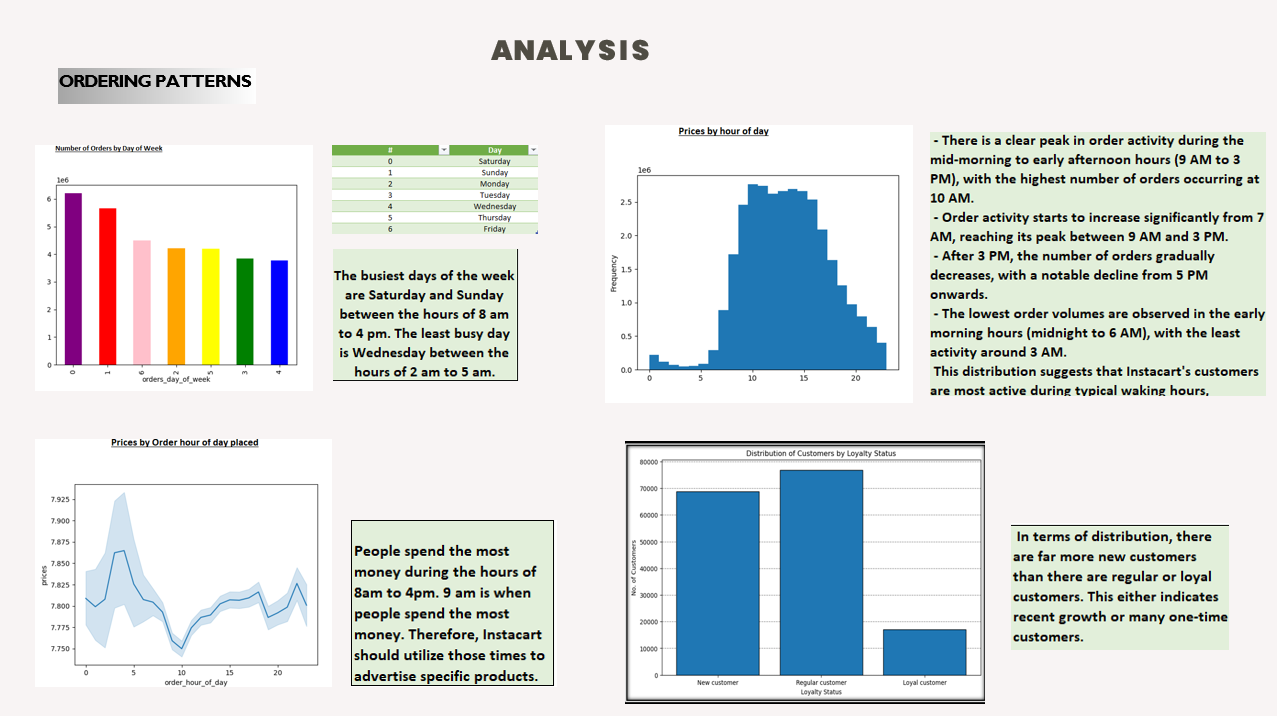 ANALYSIS
ORDERING PATTERNS
Number of Orders by Day of Week
1e6
6
5
4
3
2
1
0
0
1
6
2
5
3
4
orders_day_of_week
# Day
0 Saturday
1 Sunday
2 Monday
3 Tuesday
4 Wednesday
5 Thursday
6 Friday
The busiest days of the week
are Saturday and Sunday
between the hours of 8 am
to 4 pm. The least busy day
is Wednesday between the
hours of 2 am to 5 am.
Prices by hour of day
1e6
2.5
2.0
1.5
1.0
0.5
0.0
Frequency
0 5 10 15 20
- There is a clear peak in order activity during the
mid-morning to early afternoon hours (9 AM to 3
PM), with the highest number of orders occurring at
10 AM.
- Order activity starts to increase significantly from 7
AM, reaching its peak between 9 AM and 3 PM.
- After 3 PM, the number of orders gradually
decreases, with a notable decline from 5 PM
onwards.
- The lowest order volumes are observed in the early
morning hours (midnight to 6 AM), with the least
activity around 3 AM.
This distribution suggests that Instacart's customers
are most active during typical waking hours,
Prices by Order hour of day placed
7.925
7.900
7.875
7.850
7.825
7.800
7.775
7.750
prices
0 5 10 15 20
order_hour_of_day
People spend the most
money during the hours of
8am to 4pm. 9 am is when
people spend the most
money. Therefore, Instacart
should utilize those times to
advertise specific products.
Distribution of Customers by Loyalty Status
80000
70000
60000
50000
40000
30000
20000
10000
0
No. of Customers
New customer Regular customer Loyal customer
Loyalty Status
In terms of distribution, there
are far more new customers
than there are regular or loyal
customers. This either indicates
recent growth or many one-time
customers.